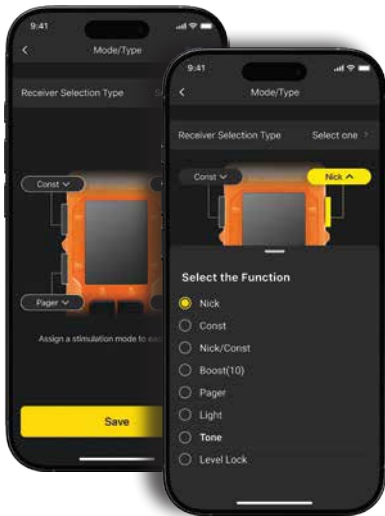 9:41
Mode/Type
Receiver Selection Type
Const
Pager
Assign a stimulation mode to
Save
9:41
Mode/Type
Receiver Selection Type Select one
Const Nick
Select the Function
Nick
Const
Nick/Const
Boost(10)
Pager
Light
Tone
Level Lock